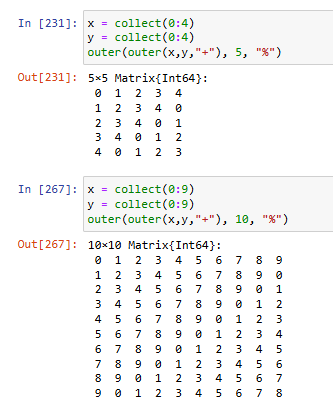 In [231]: x = collect(0:4)
y = collect(0:4)
outer(outer(x,y,"+"), 5, "%")
Out[231]: 5×5 Matrix{Int64}:
0 1 2 3 4
1 2 3 4 0
2 3 4 0 1
3 4 0 1 2
4 0 1 2 3
In [267]: x = collect(0:9)
y = collect(0:9)
outer(outer(x,y,"+"), 10, "%")
Out[267]: 10×10 Matrix{Int64}:
0 1 2 3 4 5 6 7 8 9
1 2 3 4 5 6 7 8 9 0
2 3 4 5 6 7 8 9 0 1
3 4 5 6 7 8 9 0 1 2
4 5 6 7 8 9 0 1 2 3
5 6 7 8 9 0 1 2 3 4
6 7 8 9 0 1 2 3 4 5
7 8 9 0 1 2 3 4 5 6
8 9 0 1 2 3 4 5 6 7
9 0 1 2 3 4 5 6 7 8